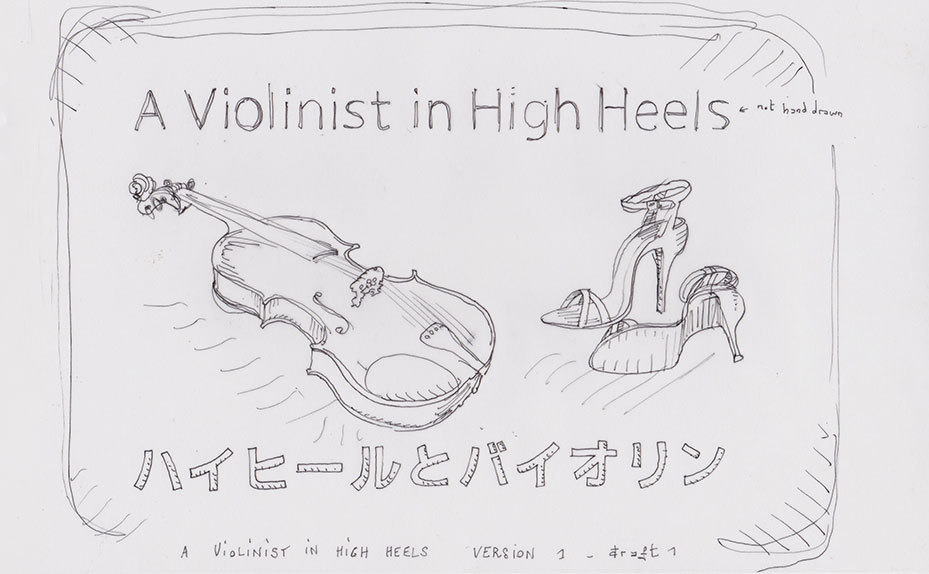 A Violinist in High Heels ← not hand drawn
ハイヒールとバイオリン
A VIOLINIST IN HIGH HEELS VERSION 1 - draft 1